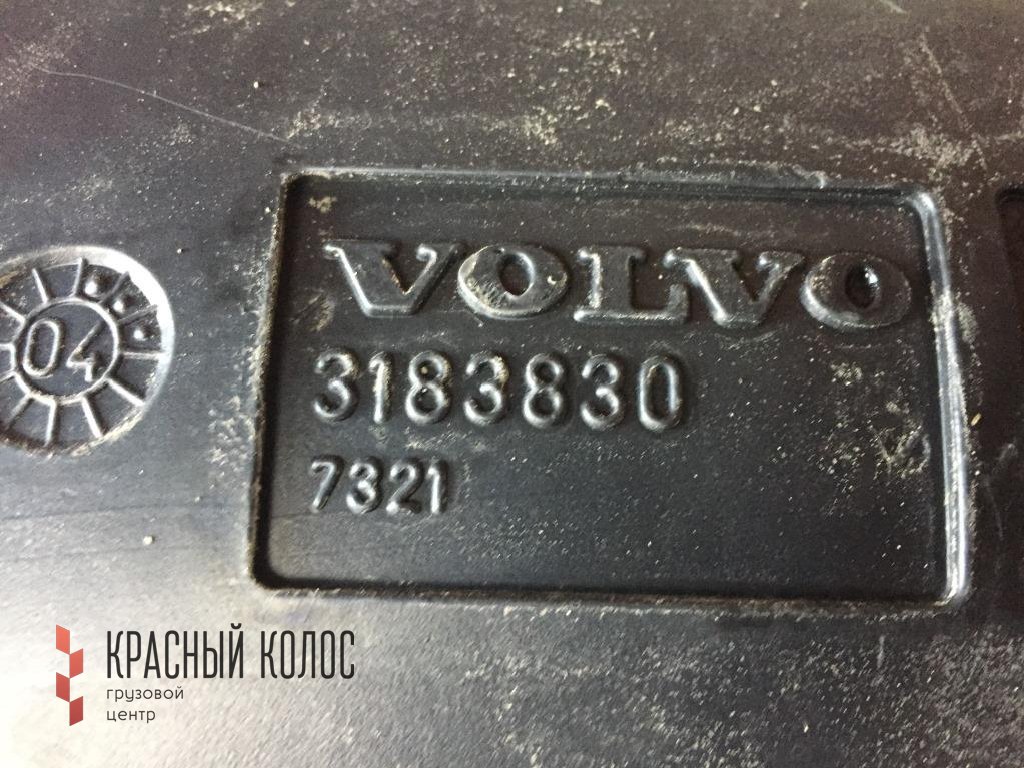 VOLVO
3183830
7321
04
КРАСНЫЙ КОЛОС
грузовой
центр